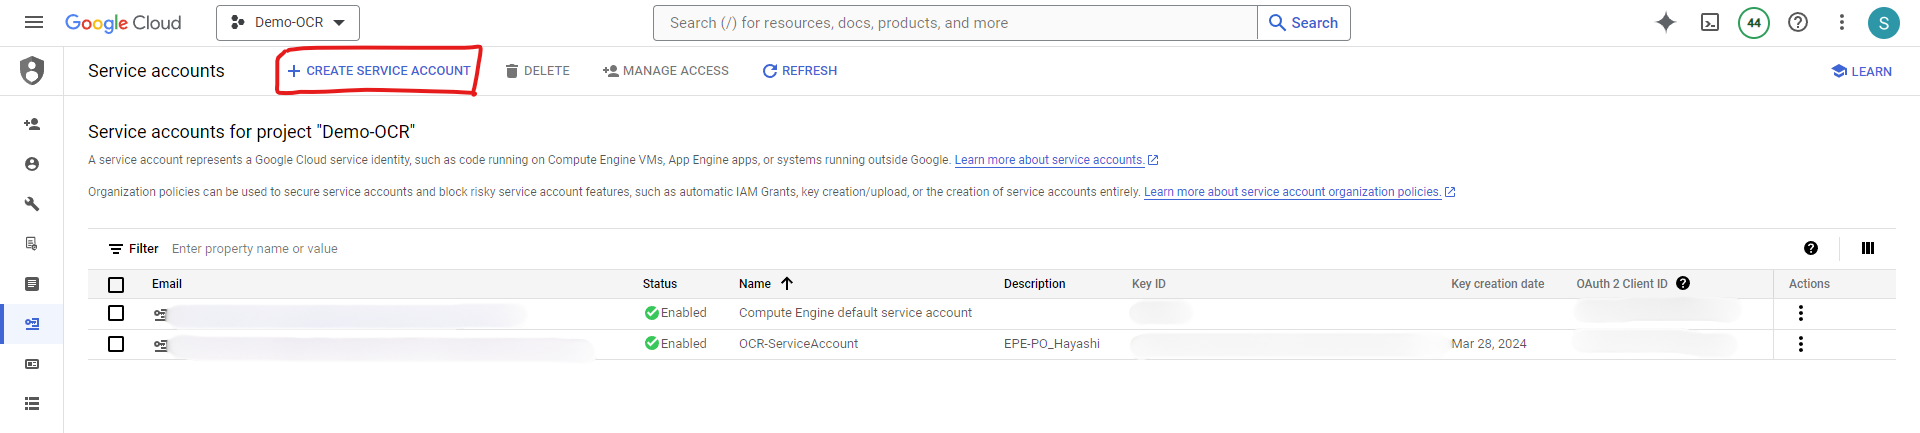 Google Cloud Demo-OCR Search (/) for resources, docs, products, and more Search 44 S
Service accounts CREATE SERVICE ACCOUNT DELETE MANAGE ACCESS REFRESH LEARN
Service accounts for project "Demo-OCR"
A service account represents a Google Cloud service identity, such as code running on Compute Engine VMs, App Engine apps, or systems running outside Google. Learn more about service accounts.
Organization policies can be used to secure service accounts and block risky service account features, such as automatic IAM Grants, key creation/upload, or the creation of service accounts entirely. Learn more about service account organization policies.
Filter Enter property name or value
Email Status Name Description Key ID Key creation date OAuth 2 Client ID Actions
Enabled Compute Engine default service account
Enabled OCR-ServiceAccount EPE-PO_Hayashi Mar 28, 2024